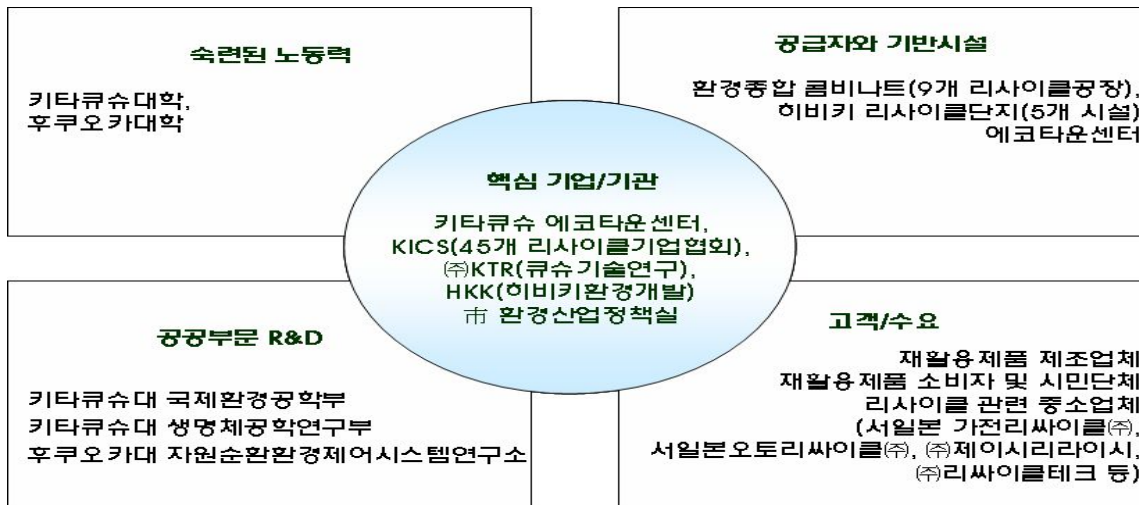 숙련된 노동력
키타큐슈대학,
후쿠오카대학
공급자와 기반시설
환경종합 콤비나트(9개 리사이클공장),
히비키 리사이클단지(5개 시설)
에코타운센터
핵심 기업/기관
키타큐슈 에코타운센터,
KICS(45개 리사이클기업협회),
㈜KTR(큐슈기술연구),
HKK(히비키환경개발)
市 환경산업정책실
공공부문 R&D
키타큐슈대 국제환경공학부
키타큐슈대 생명체공학연구부
후쿠오카대 자원순환환경제어시스템연구소
고객/수요
재활용제품 제조업체
재활용제품 소비자 및 시민단체
리사이클 관련 중소업체
(서일본 가전리싸이클㈜,
서일본오토리싸이클㈜, ㈜제이시리라이시,
㈜리싸이클테크 등)